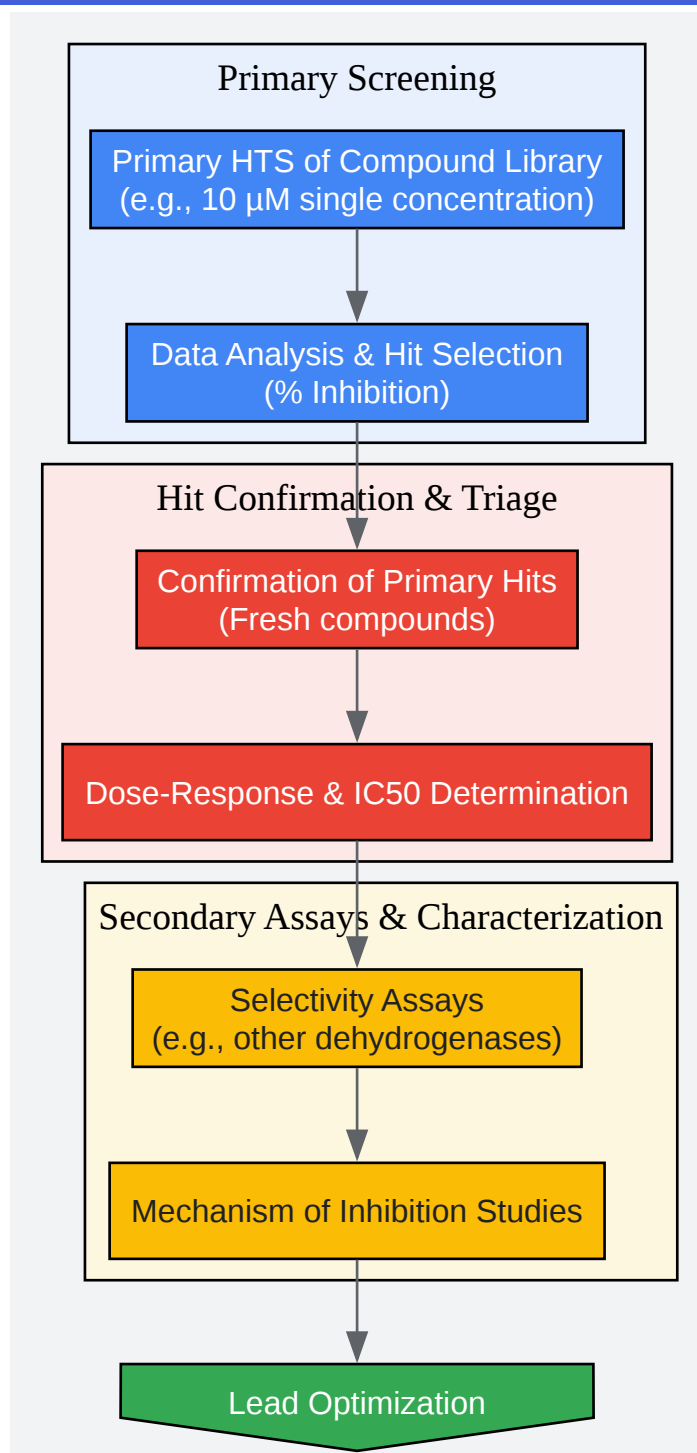 Primary Screening
Primary HTS of Compound Library
(e.g., 10 µM single concentration)
Data Analysis & Hit Selection
(% Inhibition)
Hit Confirmation & Triage
Confirmation of Primary Hits
(Fresh compounds)
Dose-Response & IC50 Determination
Secondary Assays & Characterization
Selectivity Assays
(e.g., other dehydrogenases)
Mechanism of Inhibition Studies
Lead Optimization